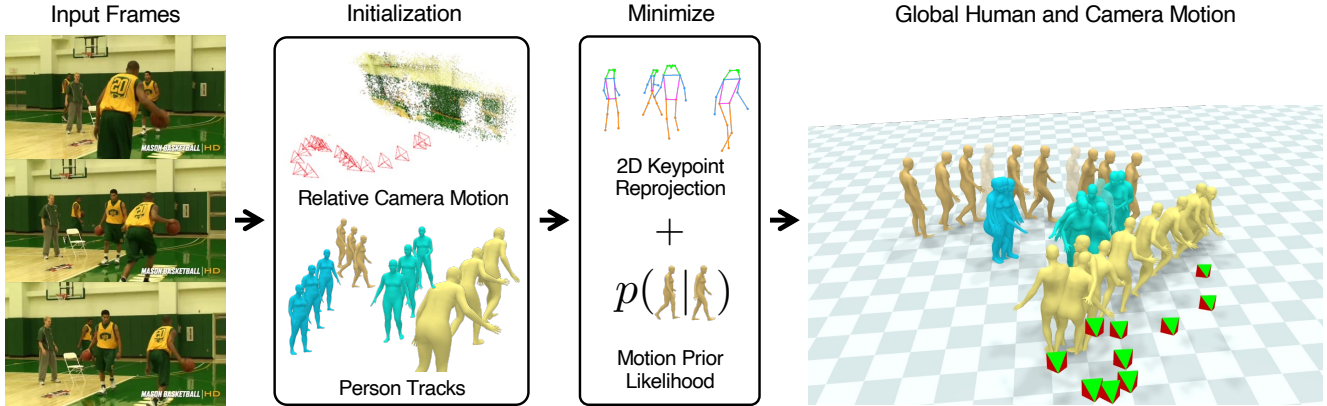 Input Frames
Initialization
Minimize
Global Human and Camera Motion
20
MASON BASKETBALL HD
MASON BASKETBALL HD
MASON BASKETBALL HD
Relative Camera Motion
Person Tracks
2D Keypoint
Reprojection
+
p( | )
Motion Prior
Likelihood